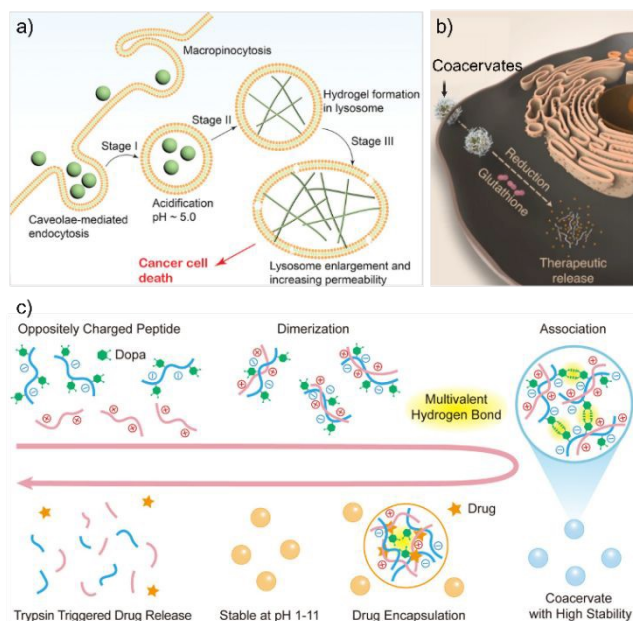 a)
Macropinocytosis
Hydrogel formation
in lysosome
Stage II
Stage I
Stage III
Acidification
pH ~ 5.0
Caveolae-mediated
endocytosis
Cancer cell
death
Lysosome enlargement and
increasing permeability
b)
Coacervates
Reduction
Glutathione
Therapeutic
release
c)
Oppositely Charged Peptide
Dimerization
Association
Dopa
Multivalent
Hydrogen Bond
Drug
Trypsin Triggered Drug Release
Stable at pH 1-11
Drug Encapsulation
Coacervate
with High Stability